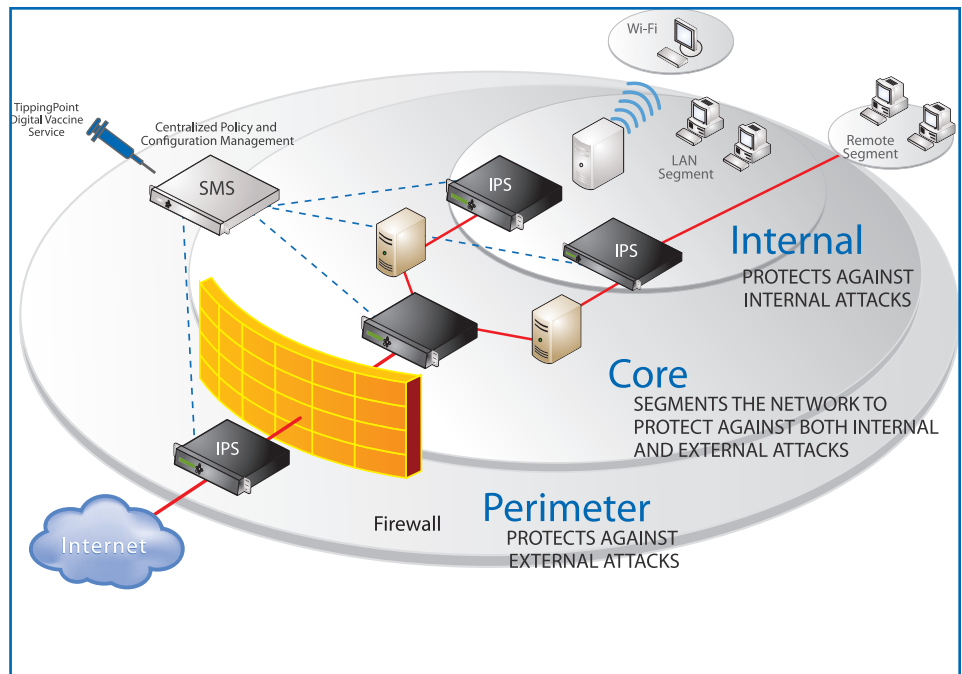 Wi-Fi
TippingPoint
Digital Vaccine
Service
Centralized Policy and
Configuration Management
SMS
IPS
LAN
Segment
Remote
Segment
IPS
Internal
PROTECTS AGAINST
INTERNAL ATTACKS
Core
SEGMENTS THE NETWORK TO
PROTECT AGAINST BOTH INTERNAL
AND EXTERNAL ATTACKS
IPS
Internet
Firewall
Perimeter
PROTECTS AGAINST
EXTERNAL ATTACKS